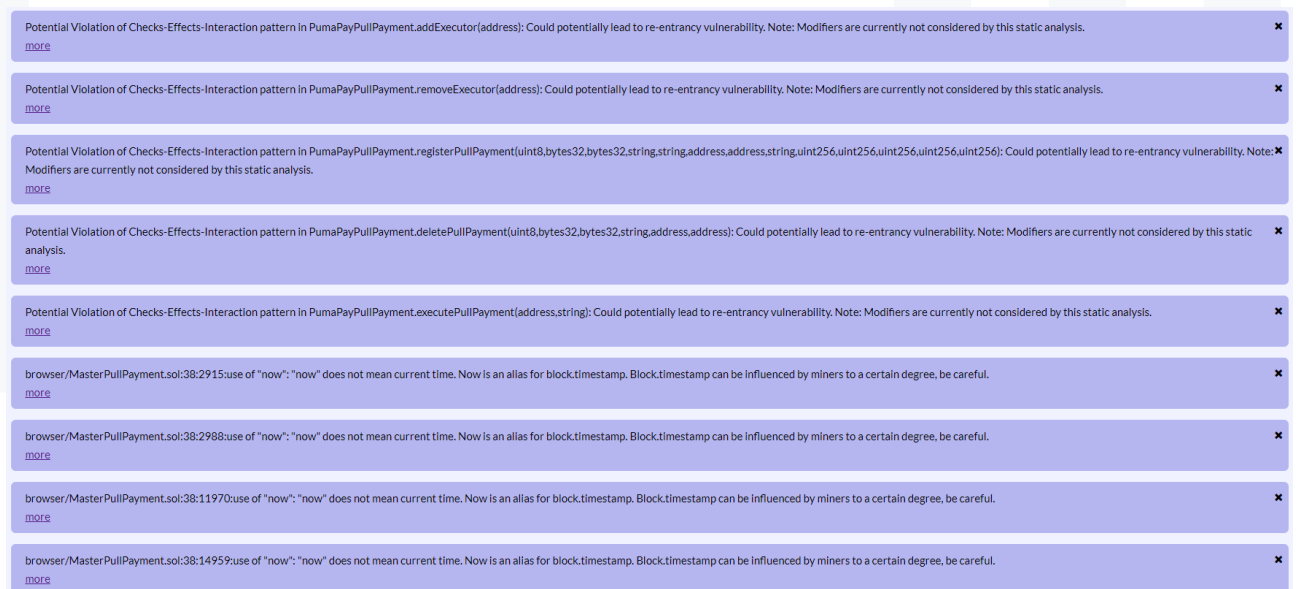 Potential Violation of Checks-Effects-Interaction pattern in PumaPayPullPayment.addExecutor(address): Could potentially lead to re-entrancy vulnerability. Note: Modifiers are currently not considered by this static analysis.
more
Potential Violation of Checks-Effects-Interaction pattern in PumaPayPullPayment.removeExecutor(address): Could potentially lead to re-entrancy vulnerability. Note: Modifiers are currently not considered by this static analysis.
more
Potential Violation of Checks-Effects-Interaction pattern in PumaPayPullPayment.registerPullPayment(uint8,bytes32,bytes32,string,string,address,address,string,uint256,uint256,uint256,uint256,uint256): Could potentially lead to re-entrancy vulnerability. Note:
Modifiers are currently not considered by this static analysis.
more
Potential Violation of Checks-Effects-Interaction pattern in PumaPayPullPayment.deletePullPayment(uint8,bytes32,bytes32,string,address,address): Could potentially lead to re-entrancy vulnerability. Note: Modifiers are currently not considered by this static
analysis.
more
Potential Violation of Checks-Effects-Interaction pattern in PumaPayPullPayment.executePullPayment(address,string): Could potentially lead to re-entrancy vulnerability. Note: Modifiers are currently not considered by this static analysis.
more
browser/MasterPullPayment.sol:38:2915:use of "now": "now" does not mean current time. Now is an alias for block.timestamp. Block.timestamp can be influenced by miners to a certain degree, be careful.
more
browser/MasterPullPayment.sol:38:2988:use of "now": "now" does not mean current time. Now is an alias for block.timestamp. Block.timestamp can be influenced by miners to a certain degree, be careful.
more
browser/MasterPullPayment.sol:38:11970:use of "now": "now" does not mean current time. Now is an alias for block.timestamp. Block.timestamp can be influenced by miners to a certain degree, be careful.
more
browser/MasterPullPayment.sol:38:14959:use of "now": "now" does not mean current time. Now is an alias for block.timestamp. Block.timestamp can be influenced by miners to a certain degree, be careful.
more